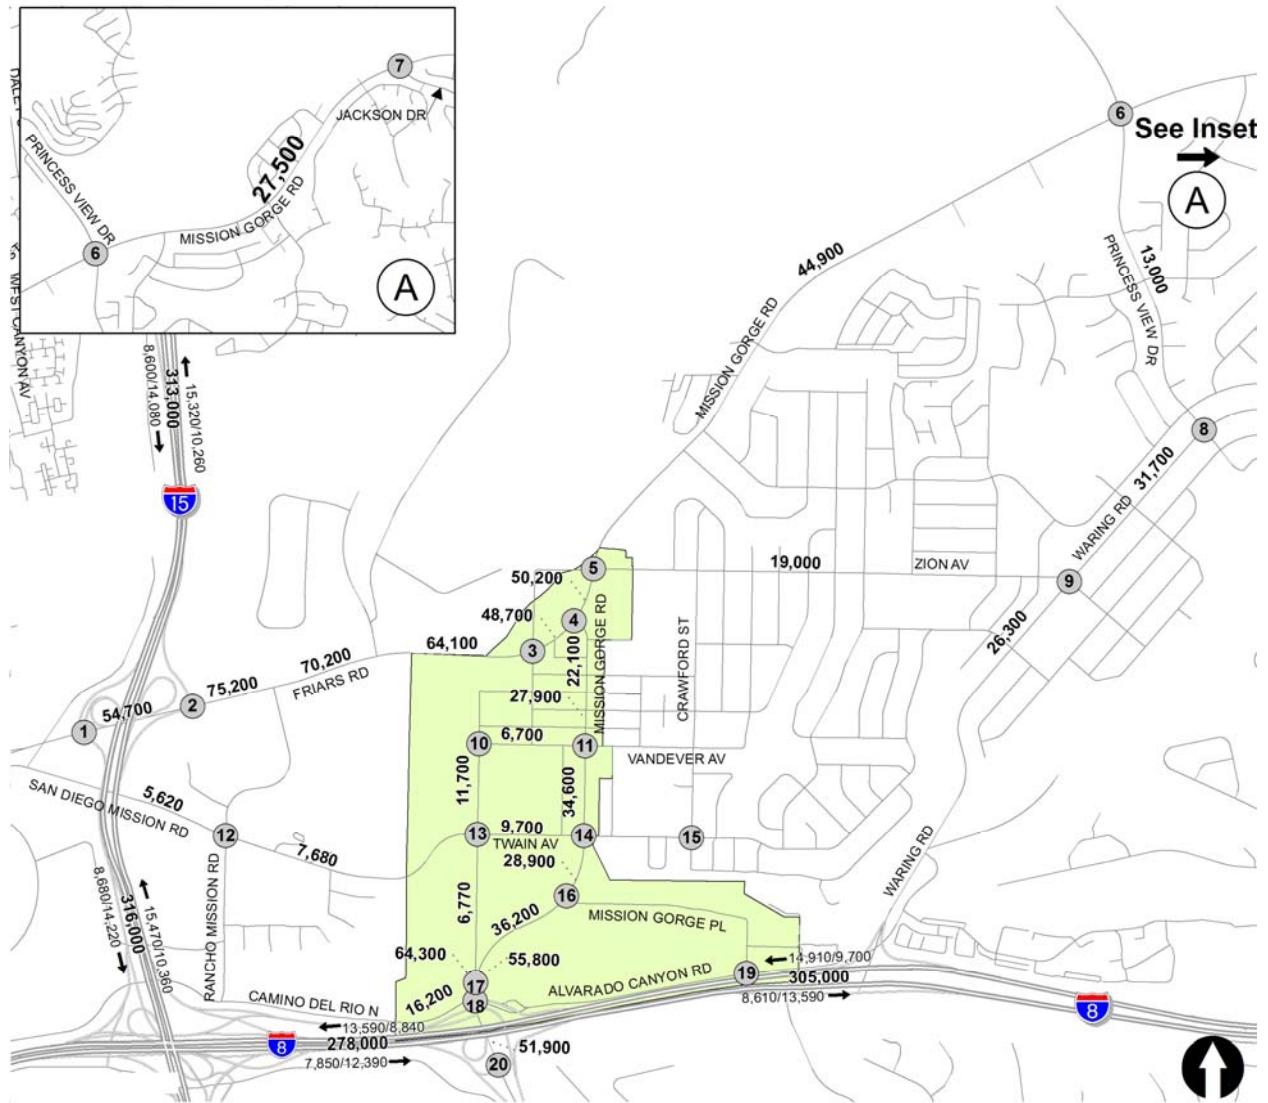 7
JACKSON DR
27,500
PRINCESS VIEW DR
MISSION GORGE RD
6
A
6
See Inset
A
44,900
PRINCESS VIEW DR
13,000
MISSION GORGE RD
WEST CANYON AV
8,600/14,080
313,000
15,320/10,260
15
8
31,700
WARING RD
19,000
ZION AV
9
26,300
5
50,200
48,700
4
3
22,100
MISSION GORGE RD
CRAWFORD ST
64,100
70,200
75,200
FRIARS RD
2
54,700
1
27,900
10
6,700
11
VANDEVER AV
11,700
34,600
SAN DIEGO MISSION RD
5,620
12
7,680
13
9,700
TWAIN AV
14
15
28,900
16
MISSION GORGE PL
WARING RD
RANCHO MISSION RD
8,680/14,220
316,000
15,470/10,360
6,770
36,200
64,300
55,800
17
18
16,200
ALVARADO CANYON RD
19
14,910/9,700
305,000
8,610/13,590
8
CAMINO DEL RIO N
13,590/8,840
278,000
8
7,850/12,390
51,900
20